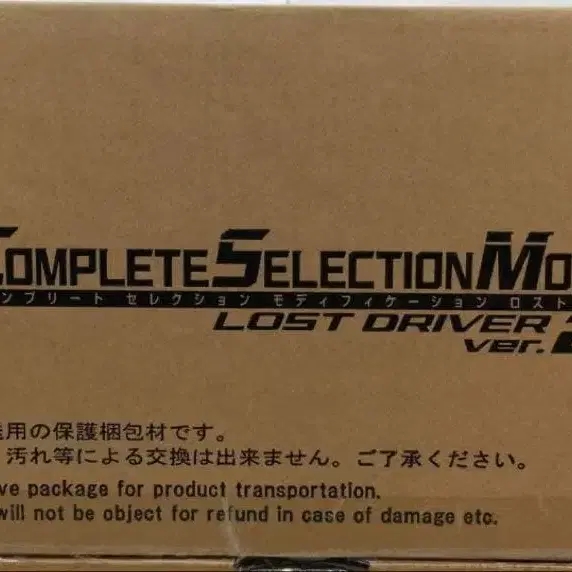 COMPLETE SELECTION MO
ンプリート セレクション モディフィケーション ロスト
LOST DRIVER
ver.
用の保護梱包材です。
汚れ等による交換は出来ません。ご了承ください。
ve package for product transportation.
will not be object for refund in case of damage etc.